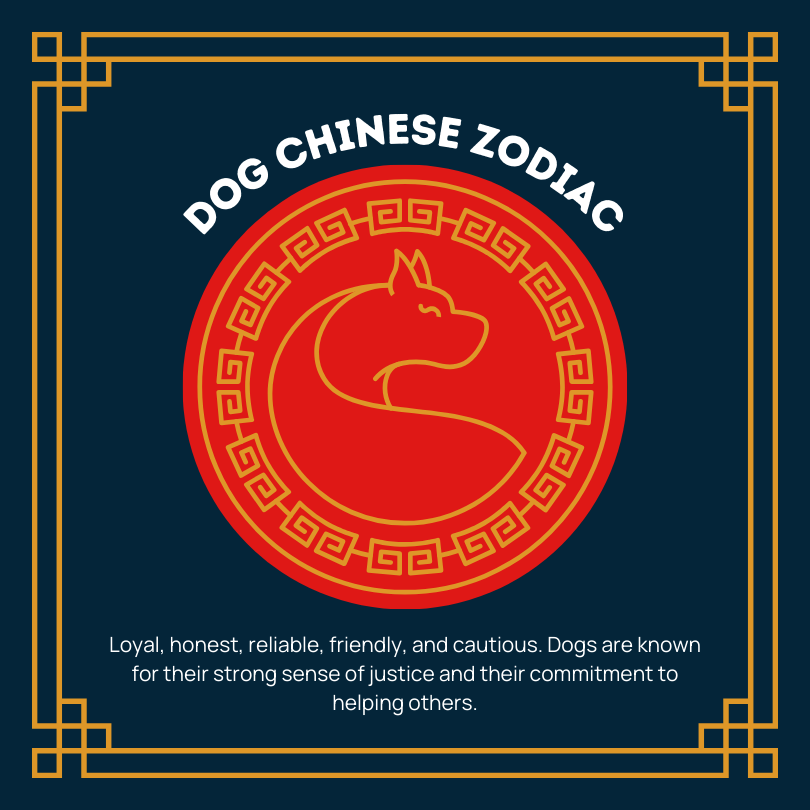 DOG CHINESE ZODIAC
Loyal, honest, reliable, friendly, and cautious. Dogs are known
for their strong sense of justice and their commitment to
helping others.